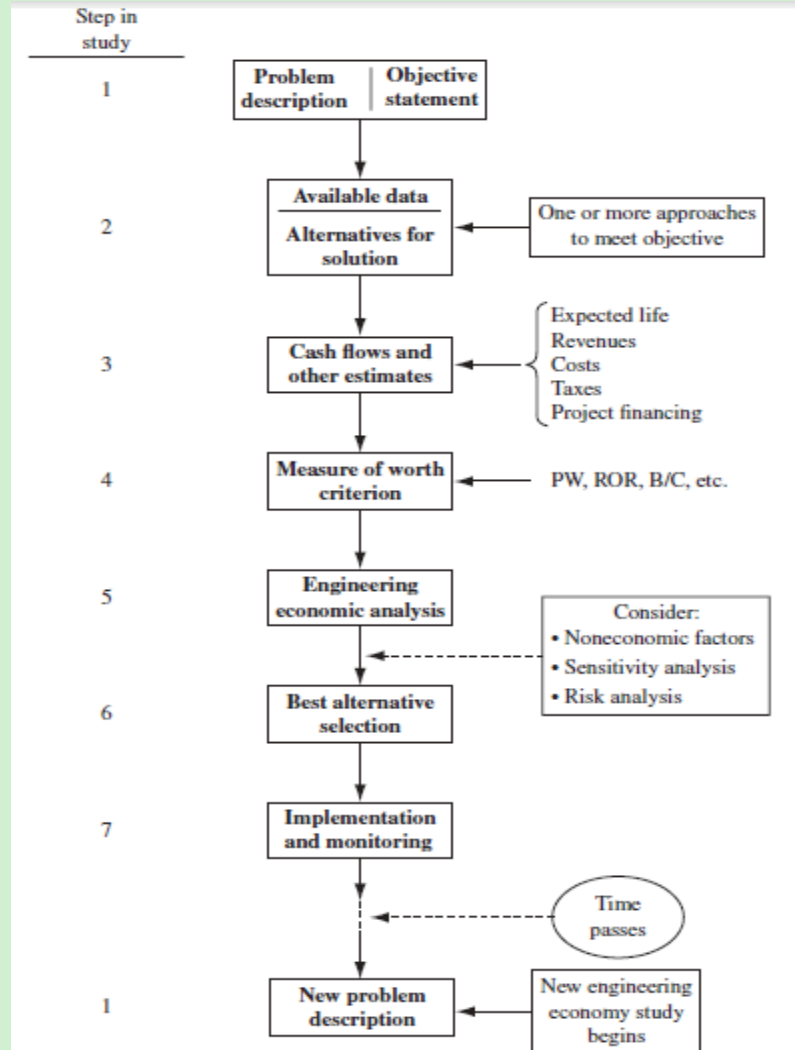 Step in
study
1
Problem
description
Objective
statement
2
Available data
Alternatives for
solution
One or more approaches
to meet objective
3
Cash flows and
other estimates
Expected life
Revenues
Costs
Taxes
Project financing
4
Measure of worth
criterion
PW, ROR, B/C, etc.
5
Engineering
economic analysis
Consider:
• Noneconomic factors
• Sensitivity analysis
• Risk analysis
6
Best alternative
selection
7
Implementation
and monitoring
Time
passes
1
New problem
description
New engineering
economy study
begins